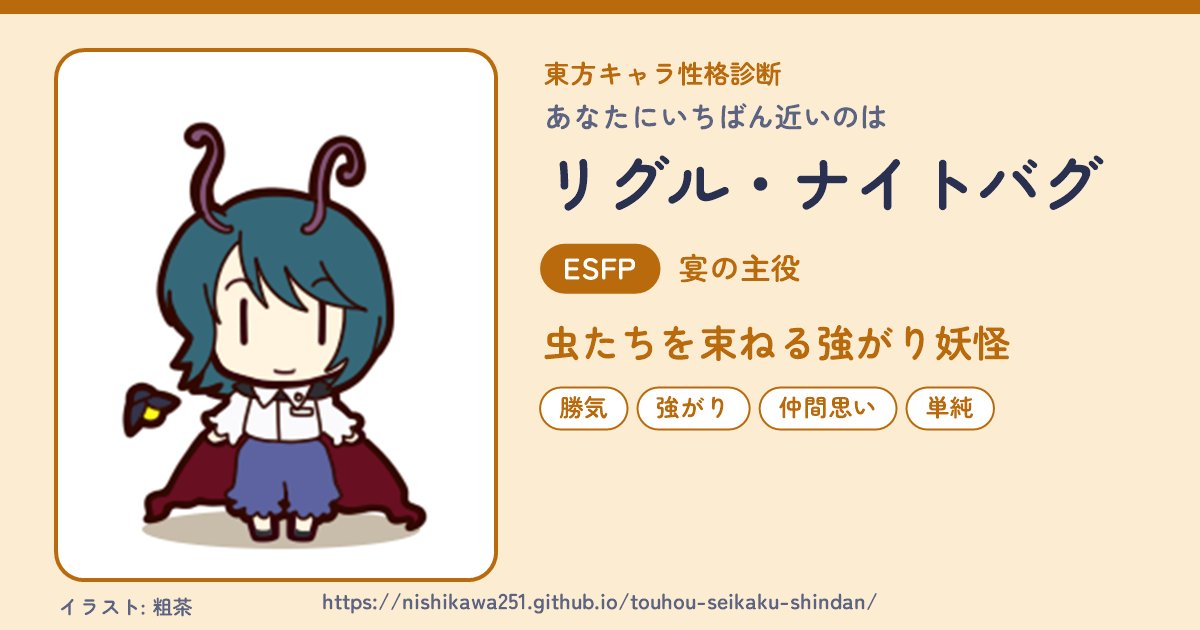 東方キャラ性格診断
あなたにいちばん近いのは
リグル・ナイトバグ
ESFP 宴の主役
虫たちを束ねる強がり妖怪
勝気 強がり 仲間思い 単純
イラスト: 粗茶
https://nishikawa251.github.io/touhou-seikaku-shindan/